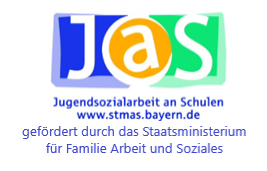 JaS
Jugendsozialarbeit an Schulen
www.stmas.bayern.de
gefördert durch das Staatsministerium
für Familie Arbeit und Soziales